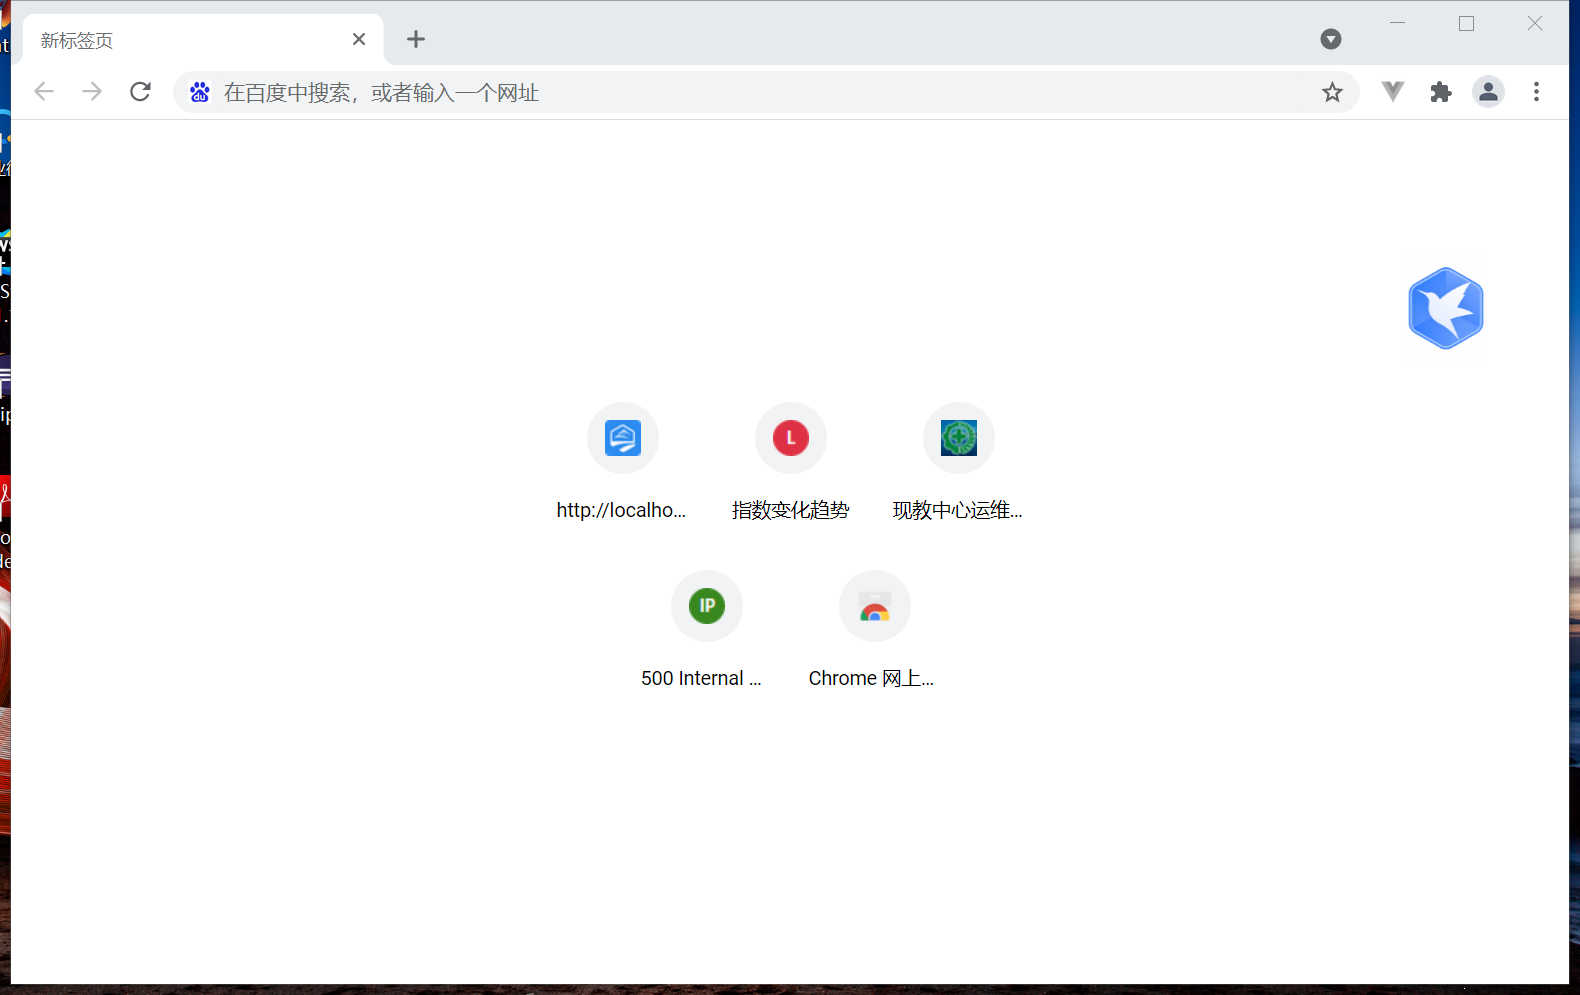 新标签页
在百度中搜索，或者输入一个网址
http://localho...
指数变化趋势
现教中心运维...
L
IP
500 Internal ...
Chrome 网上...